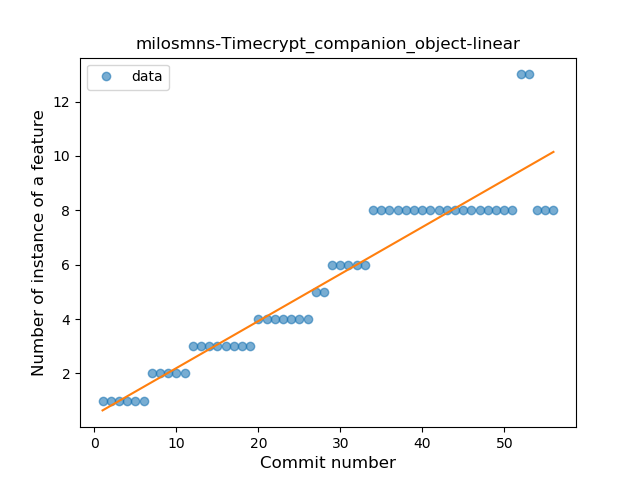 milosmns-Timecrypt_companion_object-linear
data
Number of instance of a feature
12
10
8
6
4
2
0 10 20 30 40 50
Commit number